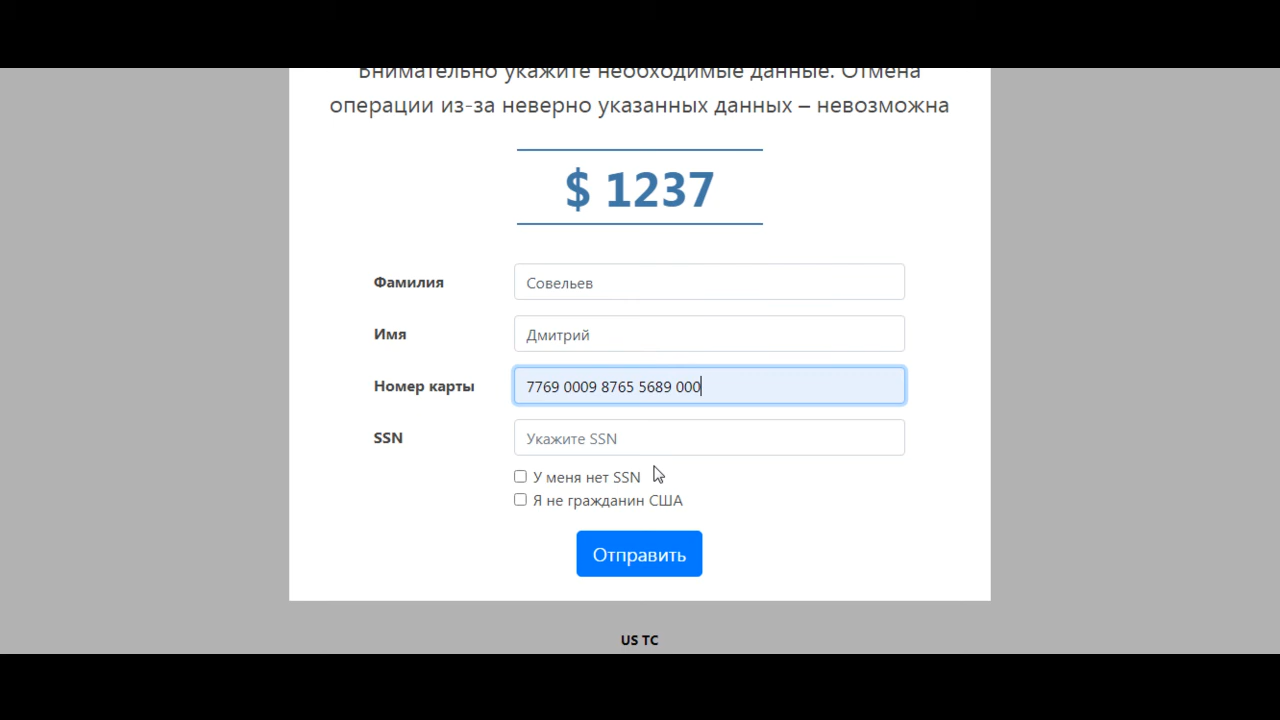 Внимательно укажите необходимые данные. Отмена
операции из-за неверно указанных данных – невозможна
$ 1237
Фамилия
Совельев
Имя
Дмитрий
Номер карты
7769 0009 8765 5689 000
SSN
Укажите SSN
У меня нет SSN
Я не гражданин США
Отправить
US TC